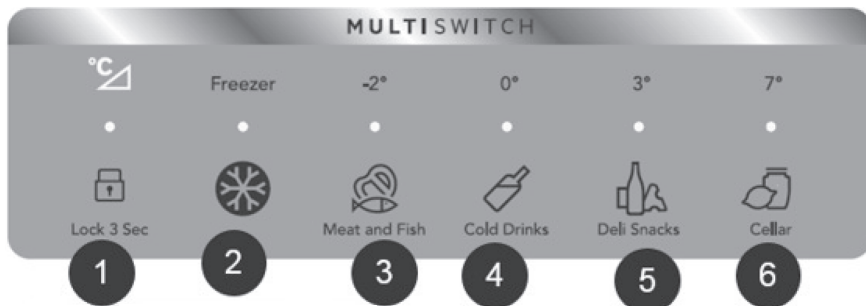 MULTISWITCH
°C Freezer -2° 0° 3° 7°
Lock 3 Sec Meat and Fish Cold Drinks Deli Snacks Cellar
1 2 3 4 5 6